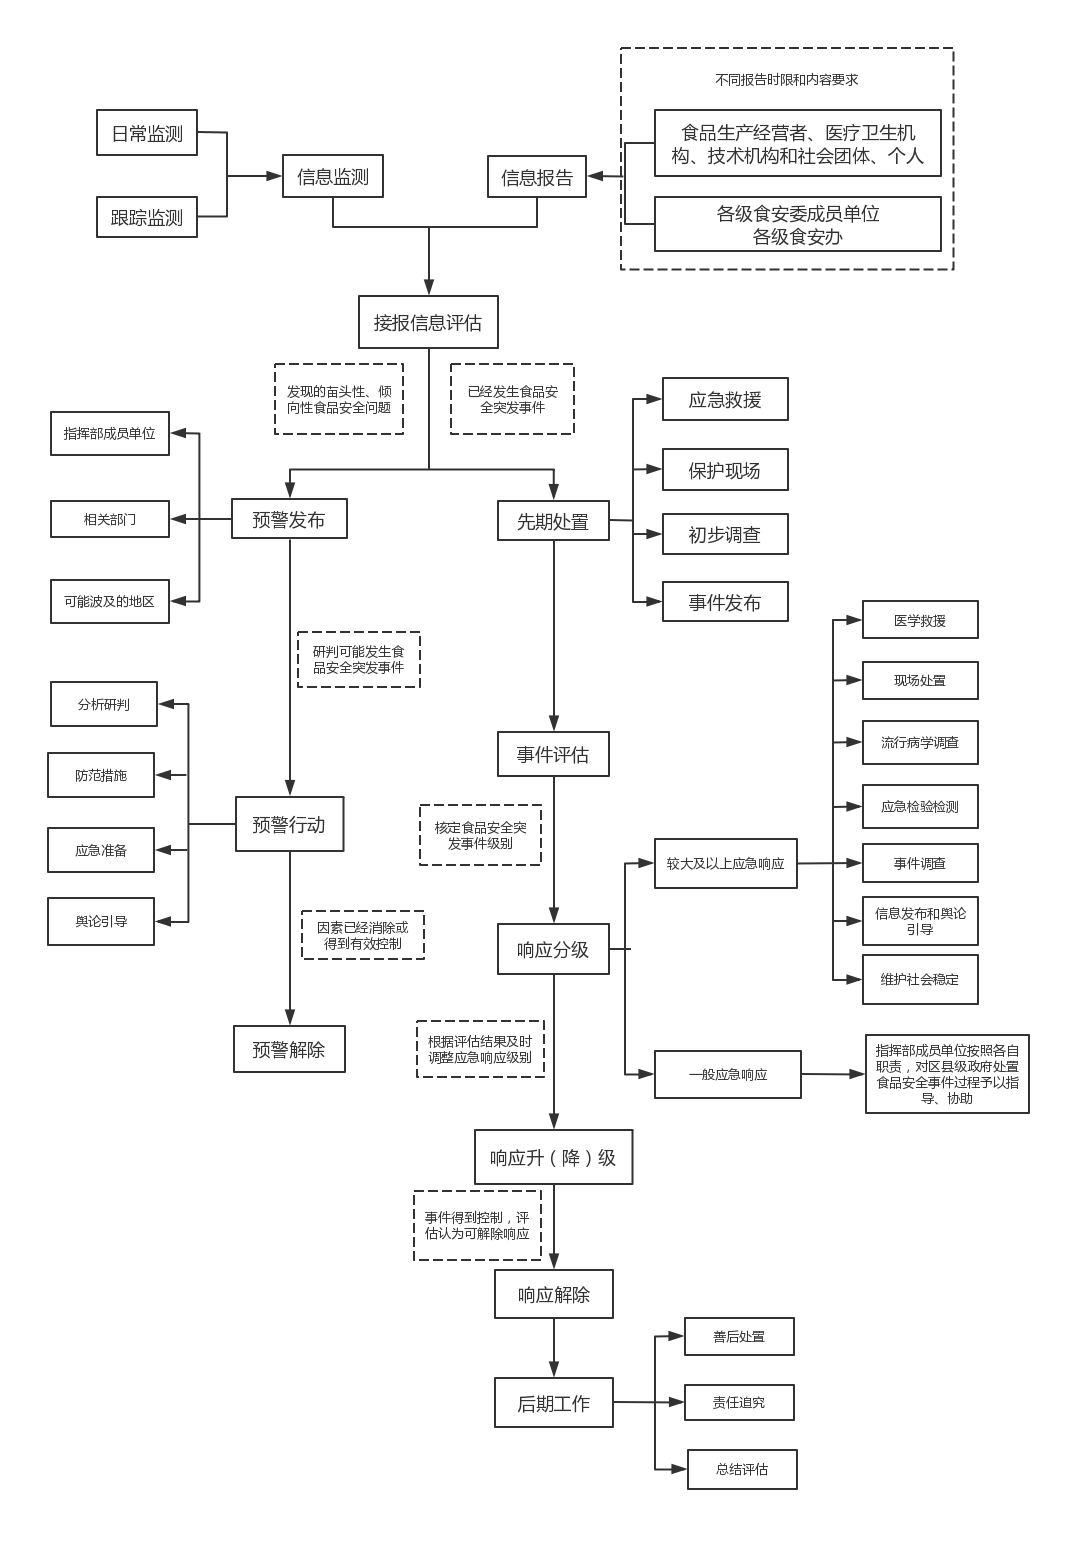 不同报告时限和内容要求
日常监测
食品生产经营者、医疗卫生机
构、技术机构和社会团体、个人
信息监测
信息报告
跟踪监测
各级食安委成员单位
各级食安办
接报信息评估
发现的苗头性、倾
向性食品安全问题
已经发生食品安
全突发事件
应急救援
指挥部成员单位
保护现场
相关部门
预警发布
先期处置
初步调查
可能波及的地区
事件发布
医学救援
研判可能发生食
品安全突发事件
现场处置
分析研判
流行病学调查
事件评估
防范措施
应急检验检测
预警行动
核定食品安全突
发事件级别
应急准备
较大及以上应急响应
事件调查
舆论引导
因素已经消除或
得到有效控制
信息发布和舆论
引导
响应分级
维护社会稳定
预警解除
根据评估结果及时
调整应急响应级别
一般应急响应
指挥部成员单位按照各自
职责，对区县级政府处置
食品安全事件过程予以指
导、协助
响应升（降）级
事件得到控制，评
估认为可解除响应
响应解除
善后处置
后期工作
责任追究
总结评估